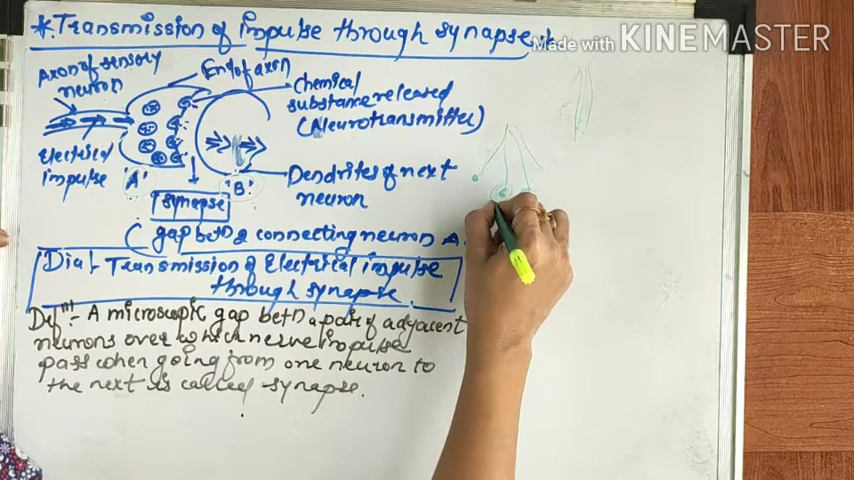 *Transmission of impulse through synapse :-
Made with KINEMASTER
Axon of sensory
neuron
End of axon
Chemical
substance released
(Neurotransmitter)
Electrical
impulse
'A'
'B'
Dendrites of next
neuron
synapse
( gap betn 2 connecting neuron A
Dia:- Transmission of Electrical impulse
through synapse.
Defn:- A microscopic gap betn a pair of adjacent
neurons over which nerve impulse
pass when going from one neuron to
the next is called synapse.